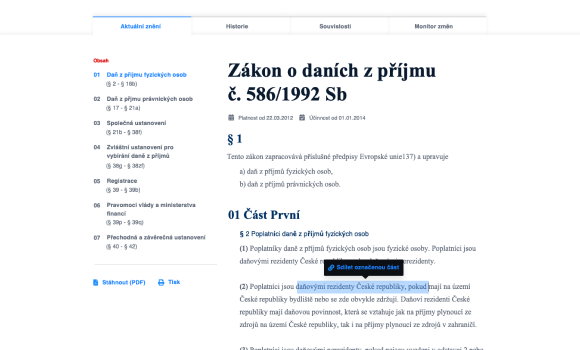 Aktuální znění
Historie
Souvislosti
Monitor změn
Obsah
01 Daň z příjmu fyzických osob
(§ 2 - § 16b)
02 Daň z příjmu právnických osob
(§ 17 - § 21a)
03 Společná ustanovení
(§ 21b - § 38f)
04 Zvláštní ustanovení pro
vybírání daně z příjmů
(§ 36g - § 38zf)
05 Registrace
(§ 39 - § 39b)
06 Pravomoci vlády a ministerstva
financí
(§ 39p - § 39q)
07 Přechodná a závěrečná ustanovení
(§ 40 - § 42)
Stáhnout (PDF)
Tisk
Zákon o daních z příjmu
č. 586/1992 Sb
Platnost od 22.03.2012
Účinnost od 01.01.2014
§ 1
Tento zákon zapracovává příslušné předpisy Evropské unie137) a upravuje
a) daň z příjmů fyzických osob,
b) daň z příjmů právnických osob.
01 Část První
§ 2 Poplatníci daně z příjmů fyzických osob
(1) Poplatníky daně z příjmů fyzických osob jsou fyzické osoby. Poplatníci jsou
daňovými rezidenty České rezidenty.
Sdílet označenou část
(2) Poplatníci jsou daňovými rezidenty České republiky, pokud mají na území
České republiky bydliště nebo se zde obvykle zdržují. Daňoví rezidenti České
republiky mají daňovou povinnost, která se vztahuje jak na příjmy plynoucí ze
zdrojů na území České republiky, tak i na příjmy plynoucí ze zdrojů v zahraničí.